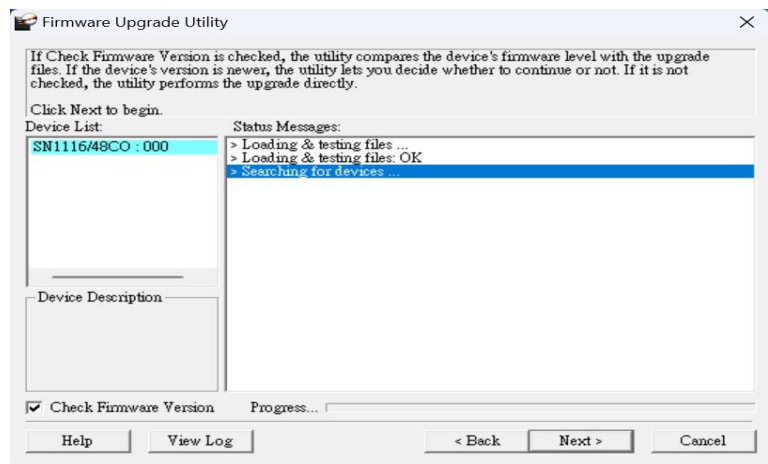 Firmware Upgrade Utility
If Check Firmware Version is checked, the utility compares the device's firmware level with the upgrade
files. If the device's version is newer, the utility lets you decide whether to continue or not. If it is not
checked, the utility performs the upgrade directly.
Click Next to begin.
Device List:
SN1116/48CO : 000
Status Messages:
> Loading & testing files ...
> Loading & testing files: OK
> Searching for devices ...
Device Description
Check Firmware Version
Progress...
Help
View Log
< Back
Next >
Cancel